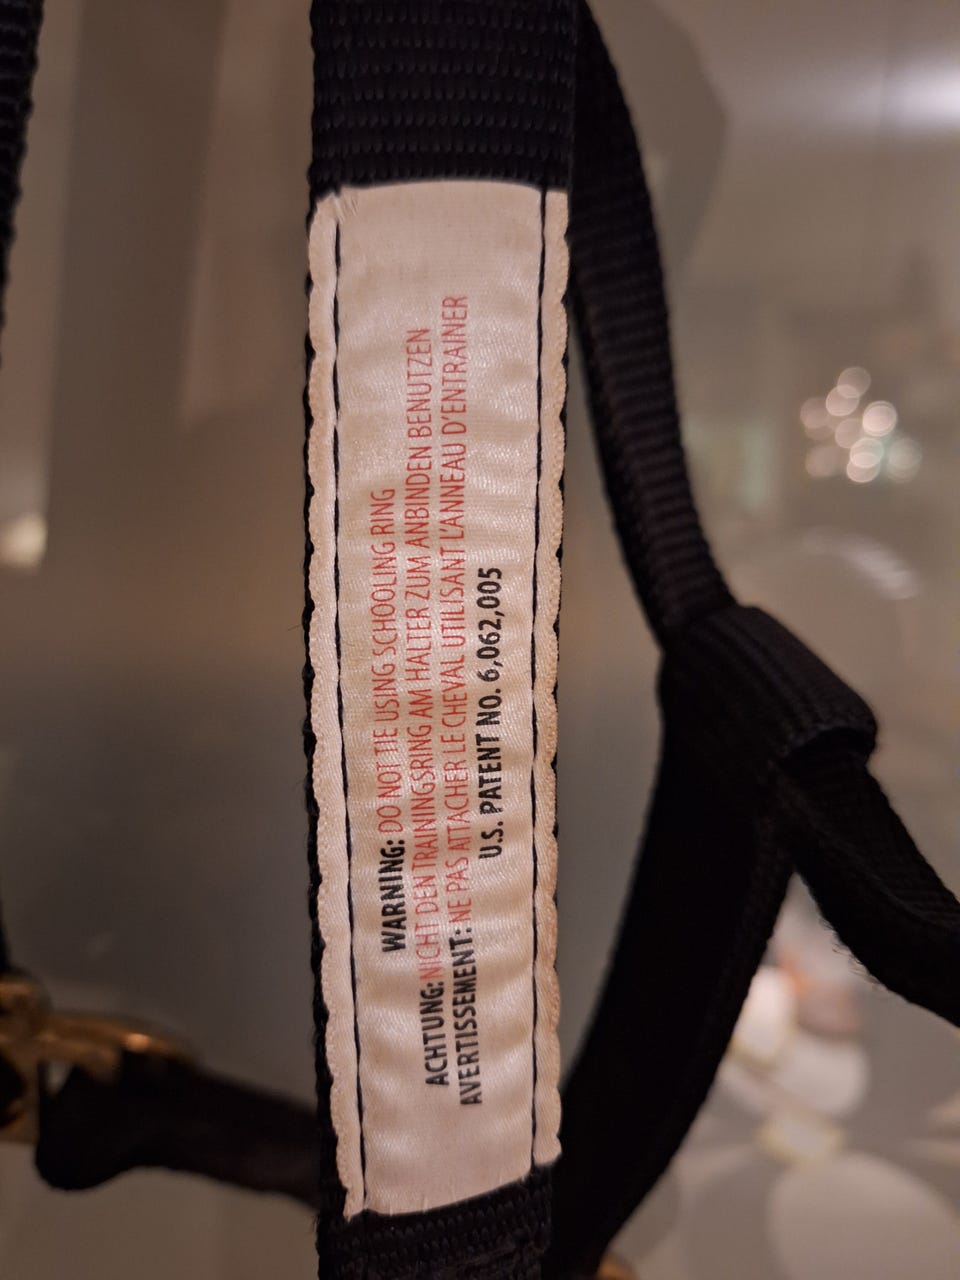 WARNING: DO NOT TIE USING SCHOOLING RING
ACHTUNG: NICHT DEN TRAININGSRING AM HALTER ZUM ANBINDEN BENUTZEN
AVERTISSEMENT: NE PAS ATTACHER LE CHEVAL UTILISANT L'ANNEAU D'ENTRAINER
U.S. PATENT NO. 6,062,005